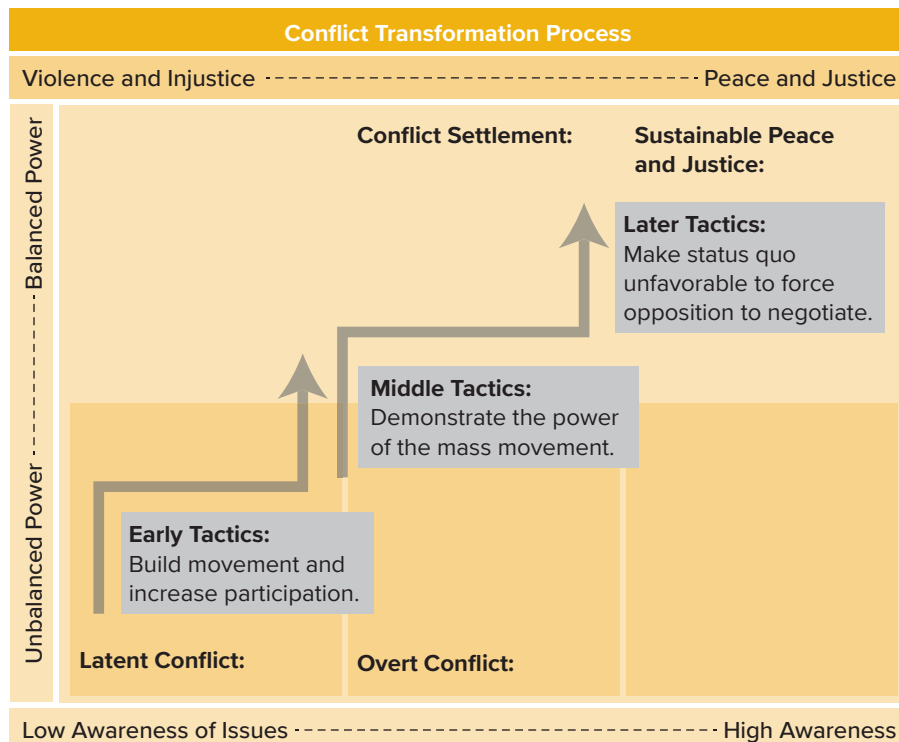 Conflict Transformation Process
Violence and Injustice
Peace and Justice
Unbalanced Power
Balanced Power
Conflict Settlement:
Sustainable Peace
and Justice:
Later Tactics:
Make status quo
unfavorable to force
opposition to negotiate.
Middle Tactics:
Demonstrate the power
of the mass movement.
Early Tactics:
Build movement and
increase participation.
Latent Conflict:
Overt Conflict:
Low Awareness of Issues
High Awareness